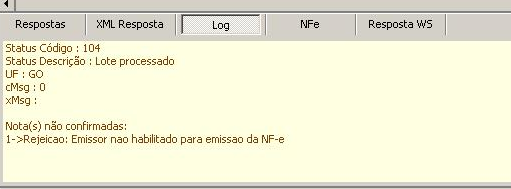 Respostas XML Resposta Log NFe Resposta WS
Status Código : 104
Status Descrição : Lote processado
UF : GO
cMsg : 0
xMsg :
Nota(s) não confirmadas:
1->Rejeicao: Emissor nao habilitado para emissao da NF-e